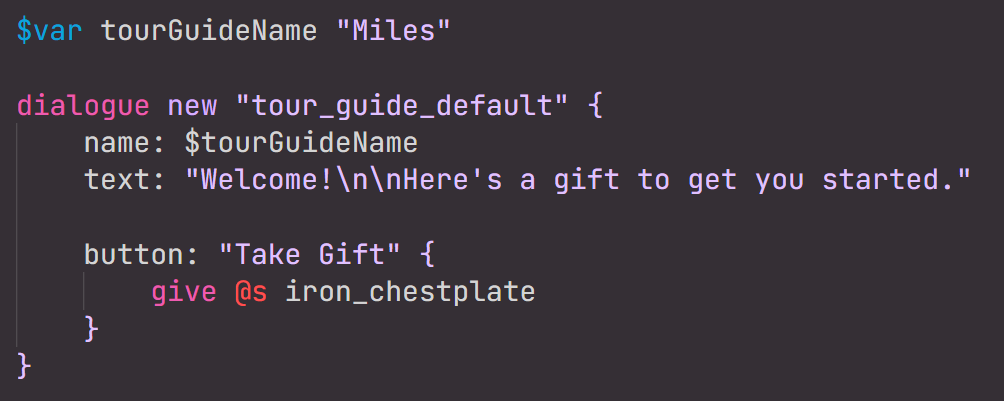 $var tourGuideName "Miles"
dialogue new "tour_guide_default" {
name: $tourGuideName
text: "Welcome!\n\nHere's a gift to get you started."
button: "Take Gift" {
give @s iron_chestplate
}
}